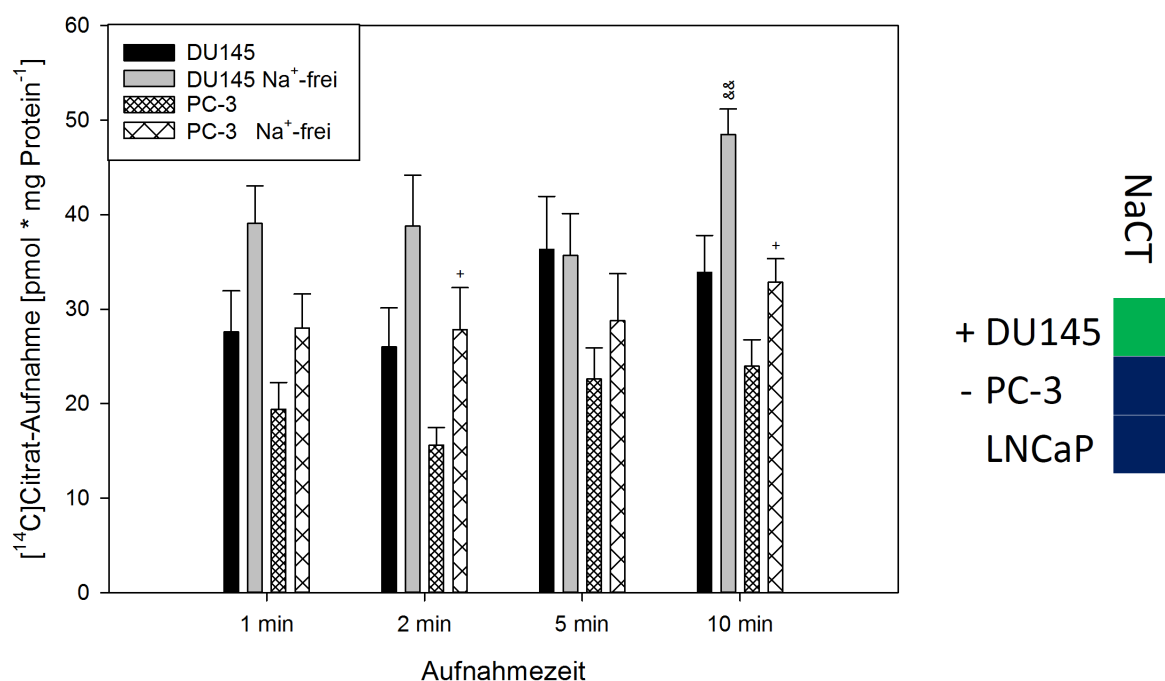 60
50
40
30
20
10
0
[¹⁴C]Citrat-Aufnahme [pmol * mg Protein⁻¹]
DU145
DU145 Na⁺-frei
PC-3
PC-3 Na⁺-frei
+
&&
+
1 min
2 min
5 min
10 min
Aufnahmezeit
NaCT
+ DU145
- PC-3
LNCaP